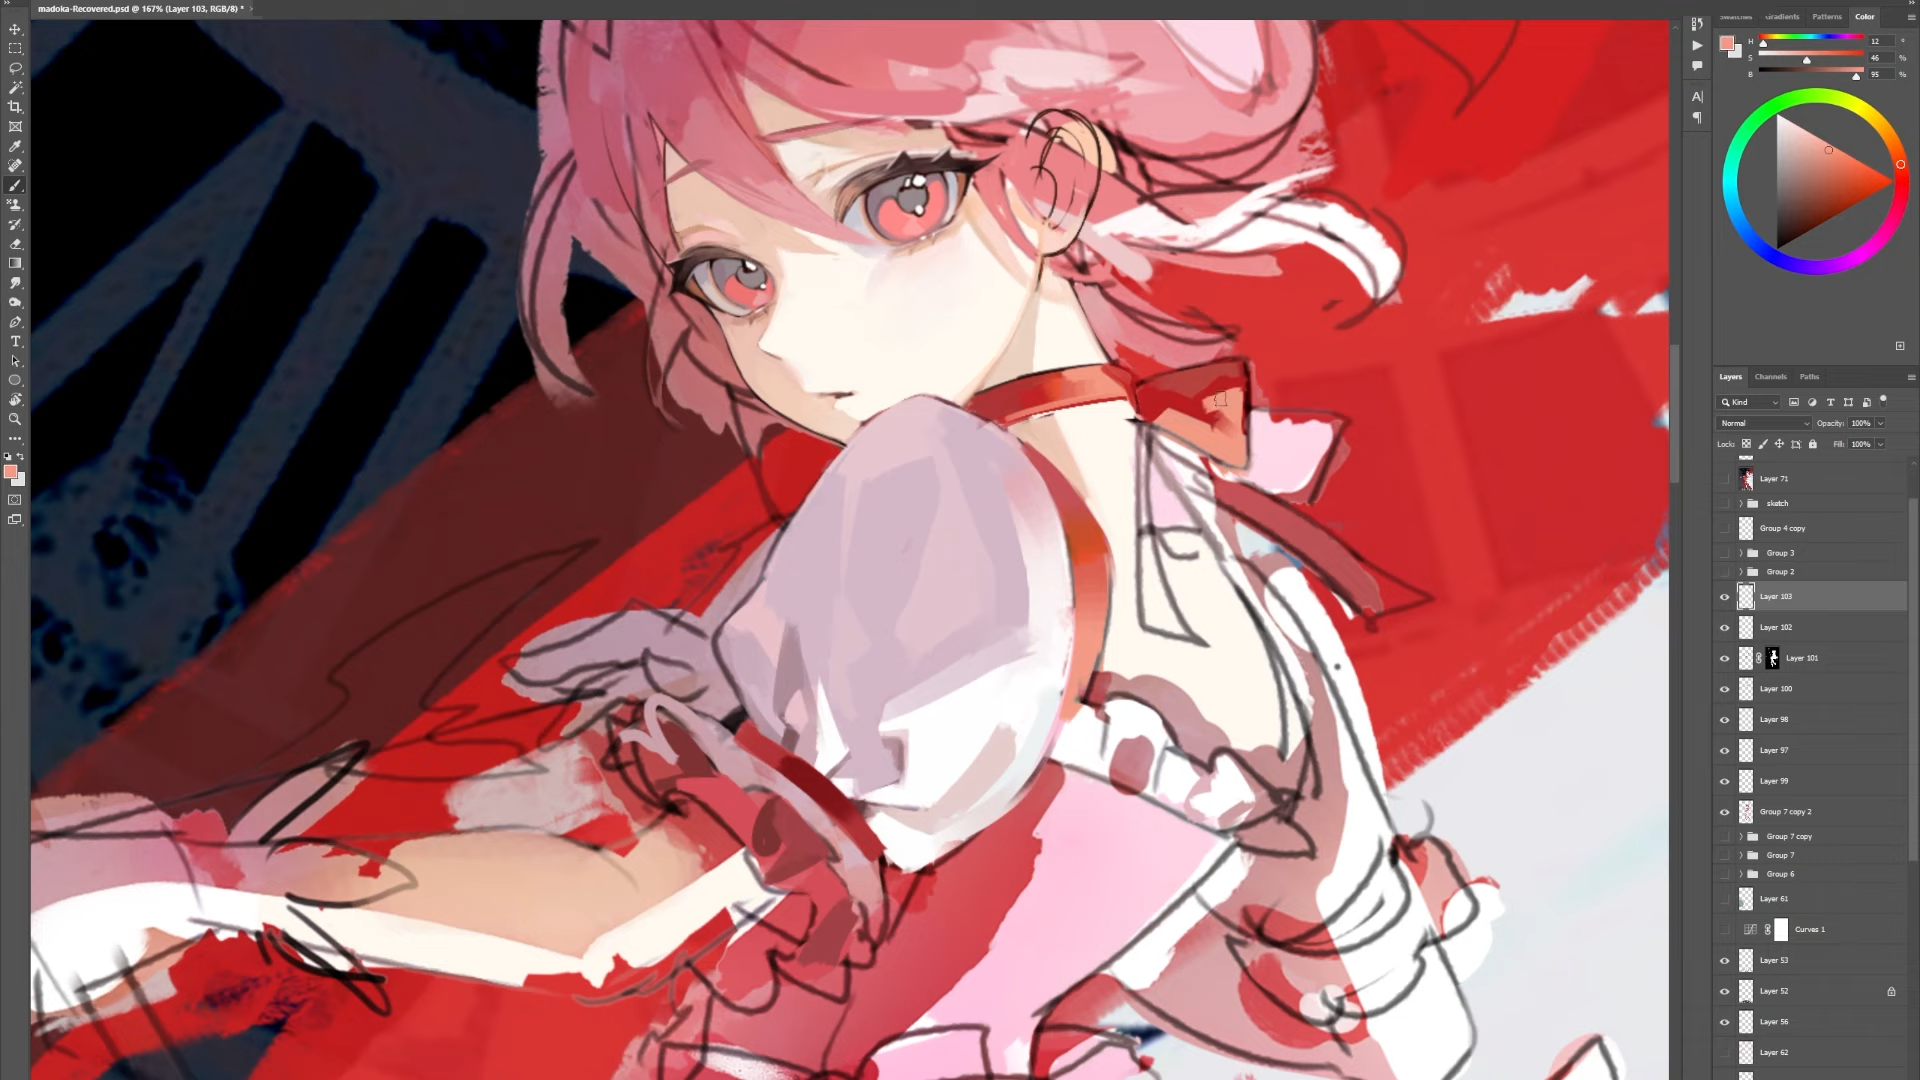 madoka-Recovered.psd @ 167% (Layer 103, RGB/8) *
Gradients
Patterns
Color
H 12 °
S 46 %
B 95 %
Layers
Channels
Paths
Kind
Normal
Opacity: 100%
Lock:
Fill: 100%
Layer 71
sketch
Group 4 copy
Group 3
Group 2
Layer 103
Layer 102
Layer 101
Layer 100
Layer 98
Layer 97
Layer 99
Group 7 copy 2
Group 7 copy
Group 7
Group 6
Layer 61
Curves 1
Layer 53
Layer 52
Layer 56
Layer 62